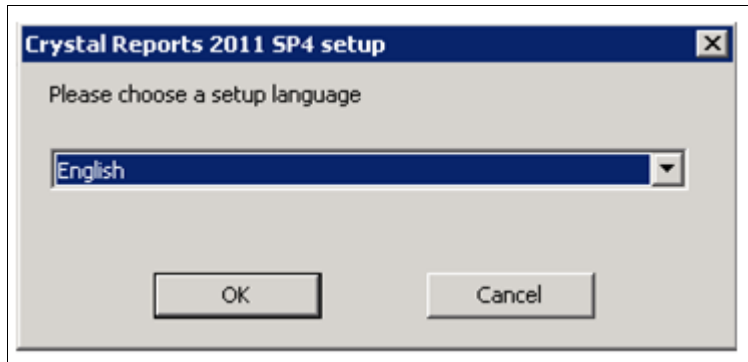 Crystal Reports 2011 SP4 setup
Please choose a setup language
English
OK Cancel